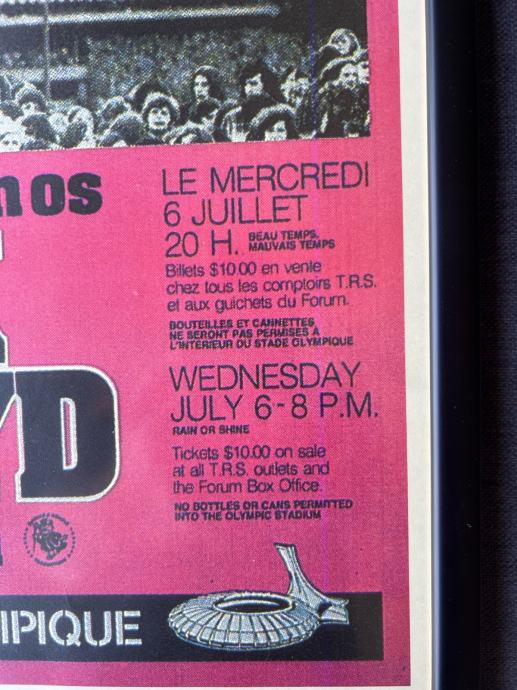 nos
LE MERCREDI
6 JUILLET
20 H. BEAU TEMPS,
MAUVAIS TEMPS
Billets $10.00 en vente
chez tous les comptoirs T.R.S.
et aux guichets du Forum.
BOUTEILLES ET CANNETTES
NE SERONT PAS PERMISES À
L'INTERIEUR DU STADE OLYMPIQUE
YD
WEDNESDAY
JULY 6-8 P.M.
RAIN OR SHINE
Tickets $10.00 on sale
at all T.R.S. outlets and
the Forum Box Office.
NO BOTTLES OR CANS PERMITTED
INTO THE OLYMPIC STADIUM
IPIQUE